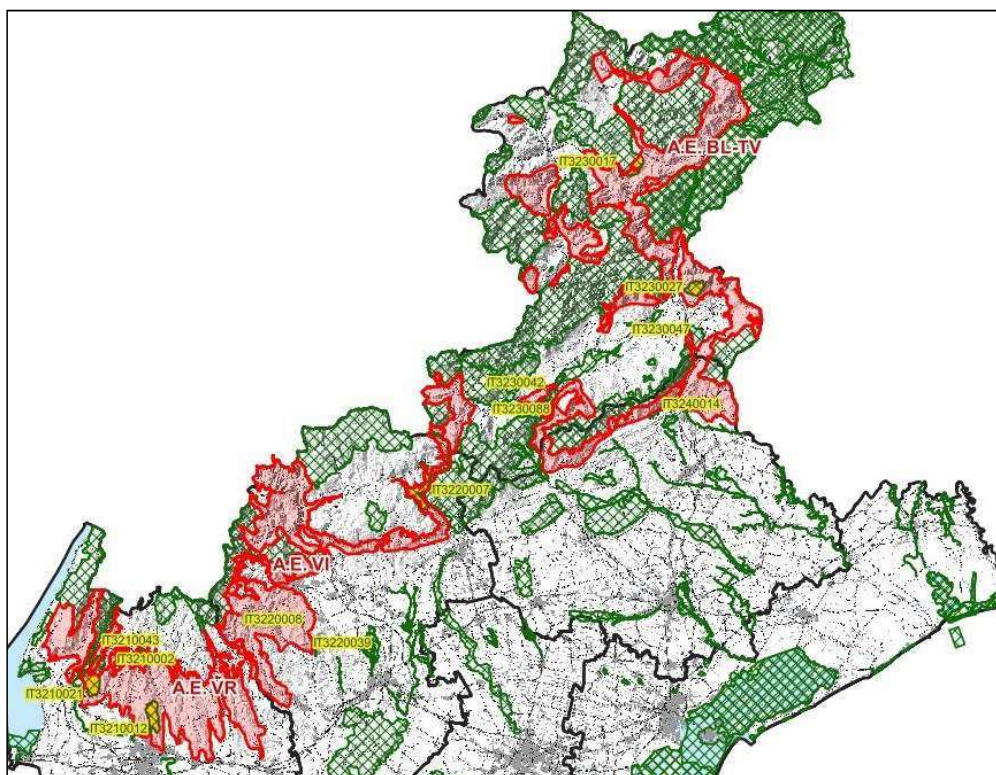 A.E. BL-TV
IT3230017
IT3230027
IT3230047
IT3230042
IT3230088
IT3240014
IT3220007
A.E. VI
IT3220008
IT3220039
IT3210043
IT3210002
A.E. VR
IT3210021
IT3210012